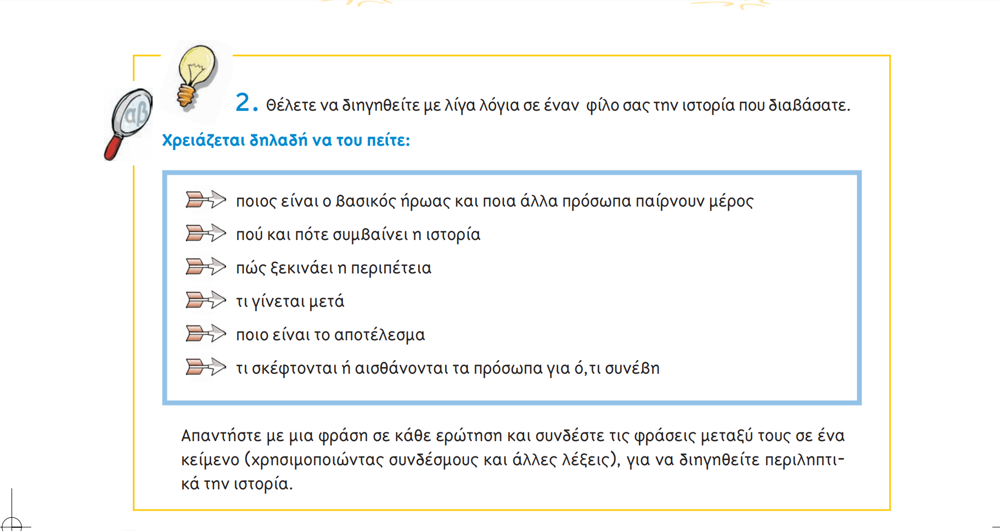 αβ
2. Θέλετε να διηγηθείτε με λίγα λόγια σε έναν φίλο σας την ιστορία που διαβάσατε.
Χρειάζεται δηλαδή να του πείτε:
ποιος είναι ο βασικός ήρωας και ποια άλλα πρόσωπα παίρνουν μέρος
πού και πότε συμβαίνει η ιστορία
πώς ξεκινάει η περιπέτεια
τι γίνεται μετά
ποιο είναι το αποτέλεσμα
τι σκέφτονται ή αισθάνονται τα πρόσωπα για ό,τι συνέβη
Απαντήστε με μια φράση σε κάθε ερώτηση και συνδέστε τις φράσεις μεταξύ τους σε ένα
κείμενο (χρησιμοποιώντας συνδέσμους και άλλες λέξεις), για να διηγηθείτε περιληπτι-
κά την ιστορία.